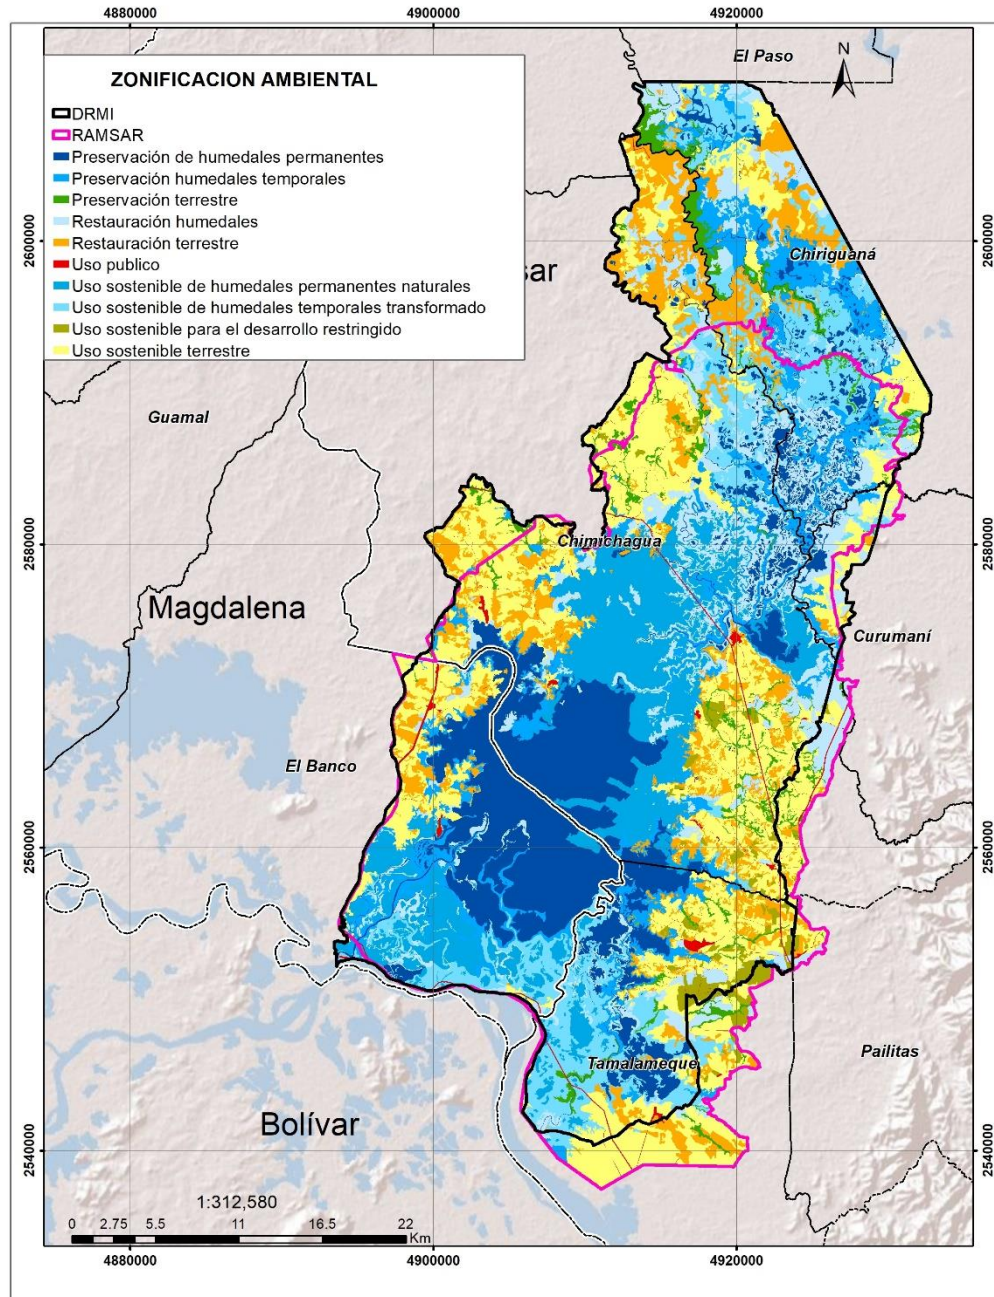 4880000
4900000
4920000
El Paso
N
ZONIFICACION AMBIENTAL
DRMI
RAMSAR
Preservación de humedales permanentes
Preservación humedales temporales
Preservación terrestre
Restauración humedales
Restauración terrestre
Uso publico
Uso sostenible de humedales permanentes naturales
Uso sostenible de humedales temporales transformado
Uso sostenible para el desarrollo restringido
Uso sostenible terrestre
2600000
2600000
Chiriguaná
sar
Guamal
2580000
Chimichagua
2580000
Magdalena
Curumaní
El Banco
2560000
2560000
Tamalameque
Pailitas
Bolívar
2540000
2540000
1:312,580
0 2.75 5.5 11 16.5 22
Km
4880000
4900000
4920000